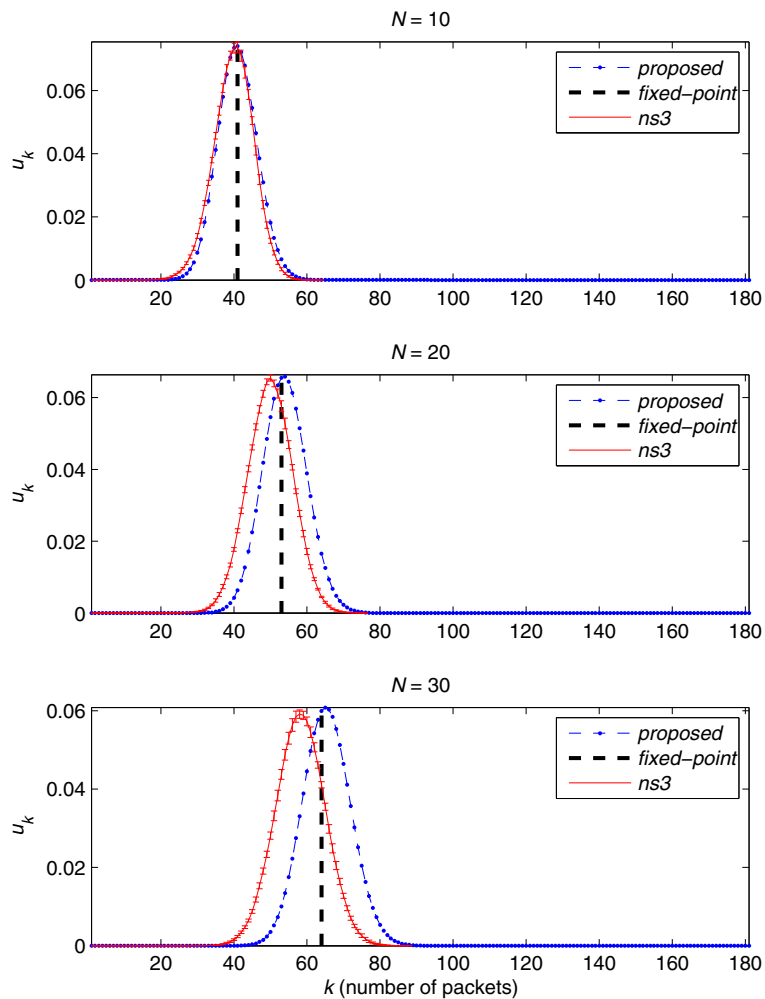 N = 10
proposed
fixed−point
ns3
u_k
0.06
0.04
0.02
0
20 40 60 80 100 120 140 160 180
N = 20
proposed
fixed−point
ns3
u_k
0.06
0.04
0.02
0
20 40 60 80 100 120 140 160 180
N = 30
proposed
fixed−point
ns3
u_k
0.06
0.04
0.02
0
20 40 60 80 100 120 140 160 180
k (number of packets)